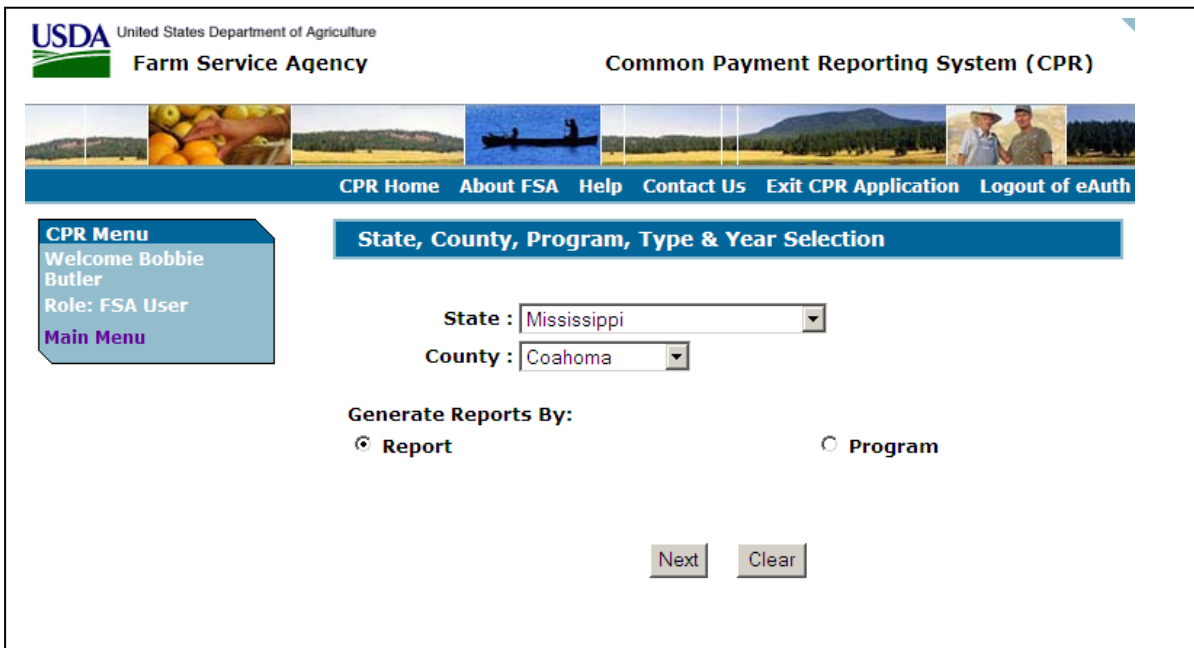 USDA United States Department of Agriculture
Farm Service Agency
Common Payment Reporting System (CPR)
CPR Home About FSA Help Contact Us Exit CPR Application Logout of eAuth
CPR Menu
Welcome Bobbie
Butler
Role: FSA User
Main Menu
State, County, Program, Type & Year Selection
State : Mississippi
County : Coahoma
Generate Reports By:
Report Program
Next Clear